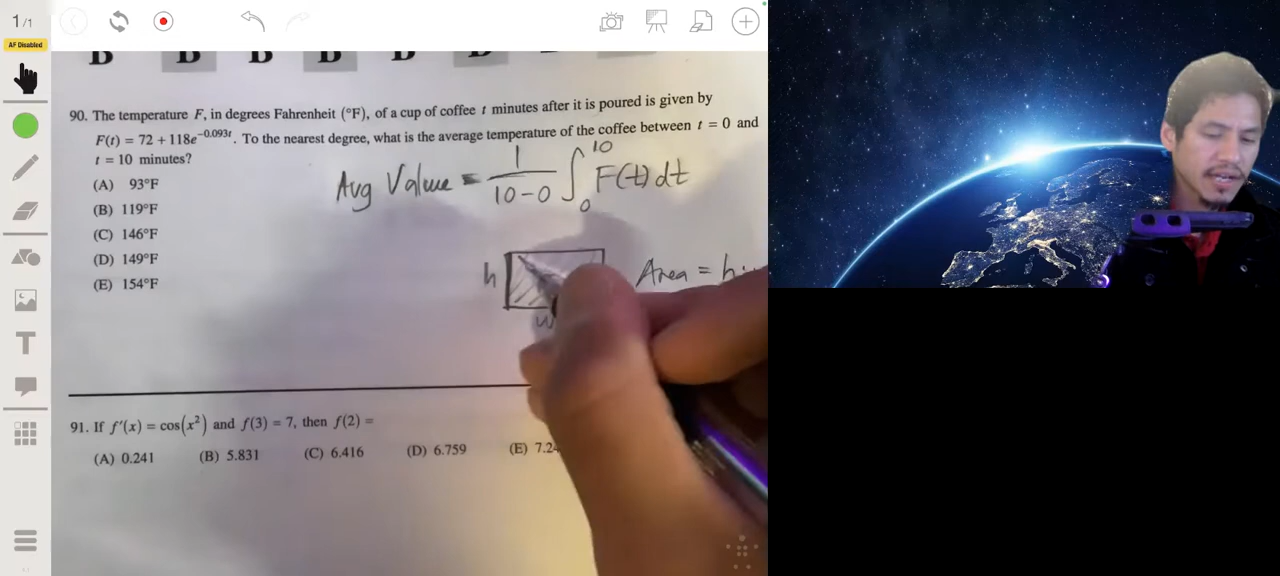 1/1
AF Disabled
90. The temperature F, in degrees Fahrenheit (°F), of a cup of coffee t minutes after it is poured is given by
F(t) = 72 + 118e^−0.093t. To the nearest degree, what is the average temperature of the coffee between t = 0 and
t = 10 minutes?
Avg Value = 1/(10-0) ∫₀¹⁰ F(t) dt
(A) 93°F
(B) 119°F
(C) 146°F
(D) 149°F
(E) 154°F
h
Area = h·
w
91. If f′(x) = cos(x²) and f(3) = 7, then f(2) =
(A) 0.241 (B) 5.831 (C) 6.416 (D) 6.759 (E)